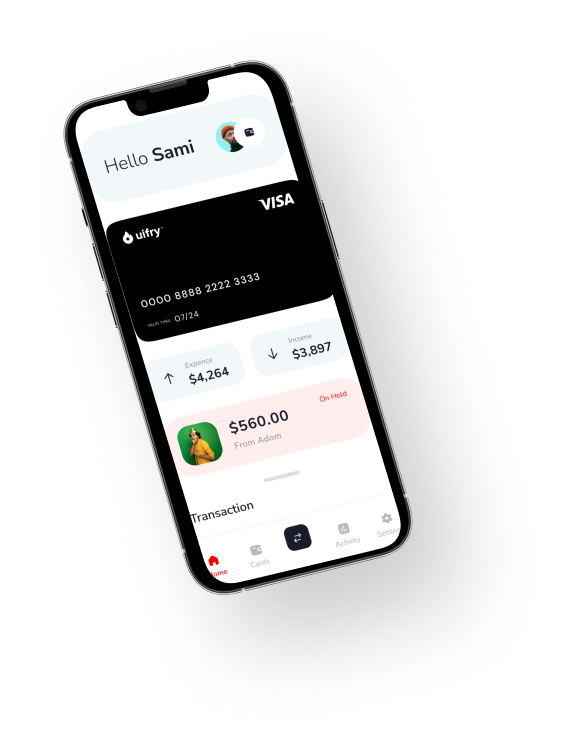 Hello Sami
VISA
uifry
0000 8888 2222 3333
VALID THRU 07/24
Expence
$4,264
Income
$3,897
$560.00
From Adom
On Hold
Transaction
Home
Cards
Activity
Setting